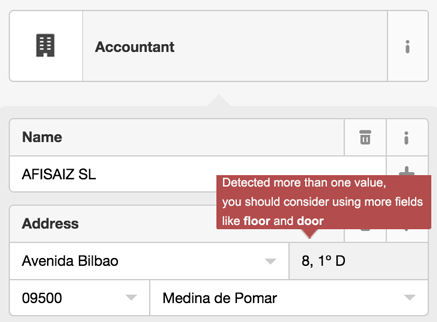 Accountant
Name
AFISAIZ SL
Detected more than one value,
you should consider using more fields
like floor and door
Address
Avenida Bilbao
8, 1º D
09500
Medina de Pomar